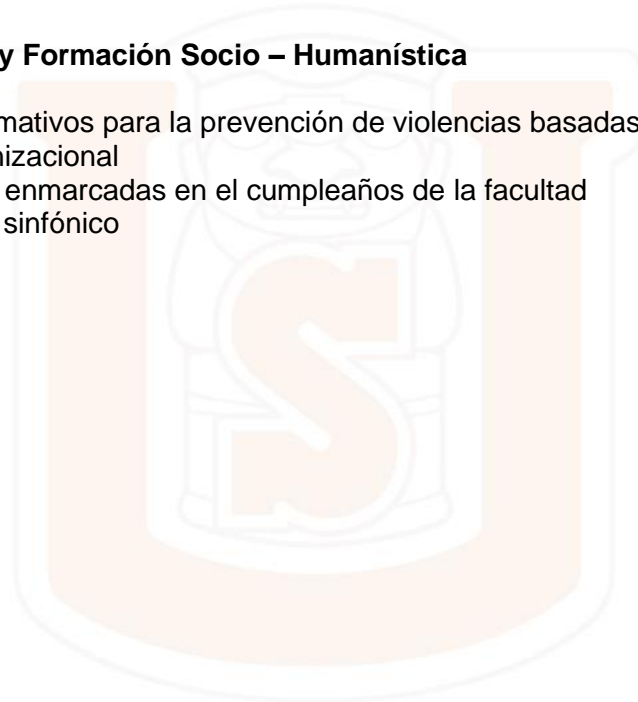 y Formación Socio – Humanística
mativos para la prevención de violencias basadas
nizacional
enmarcadas en el cumpleaños de la facultad
sinfónico